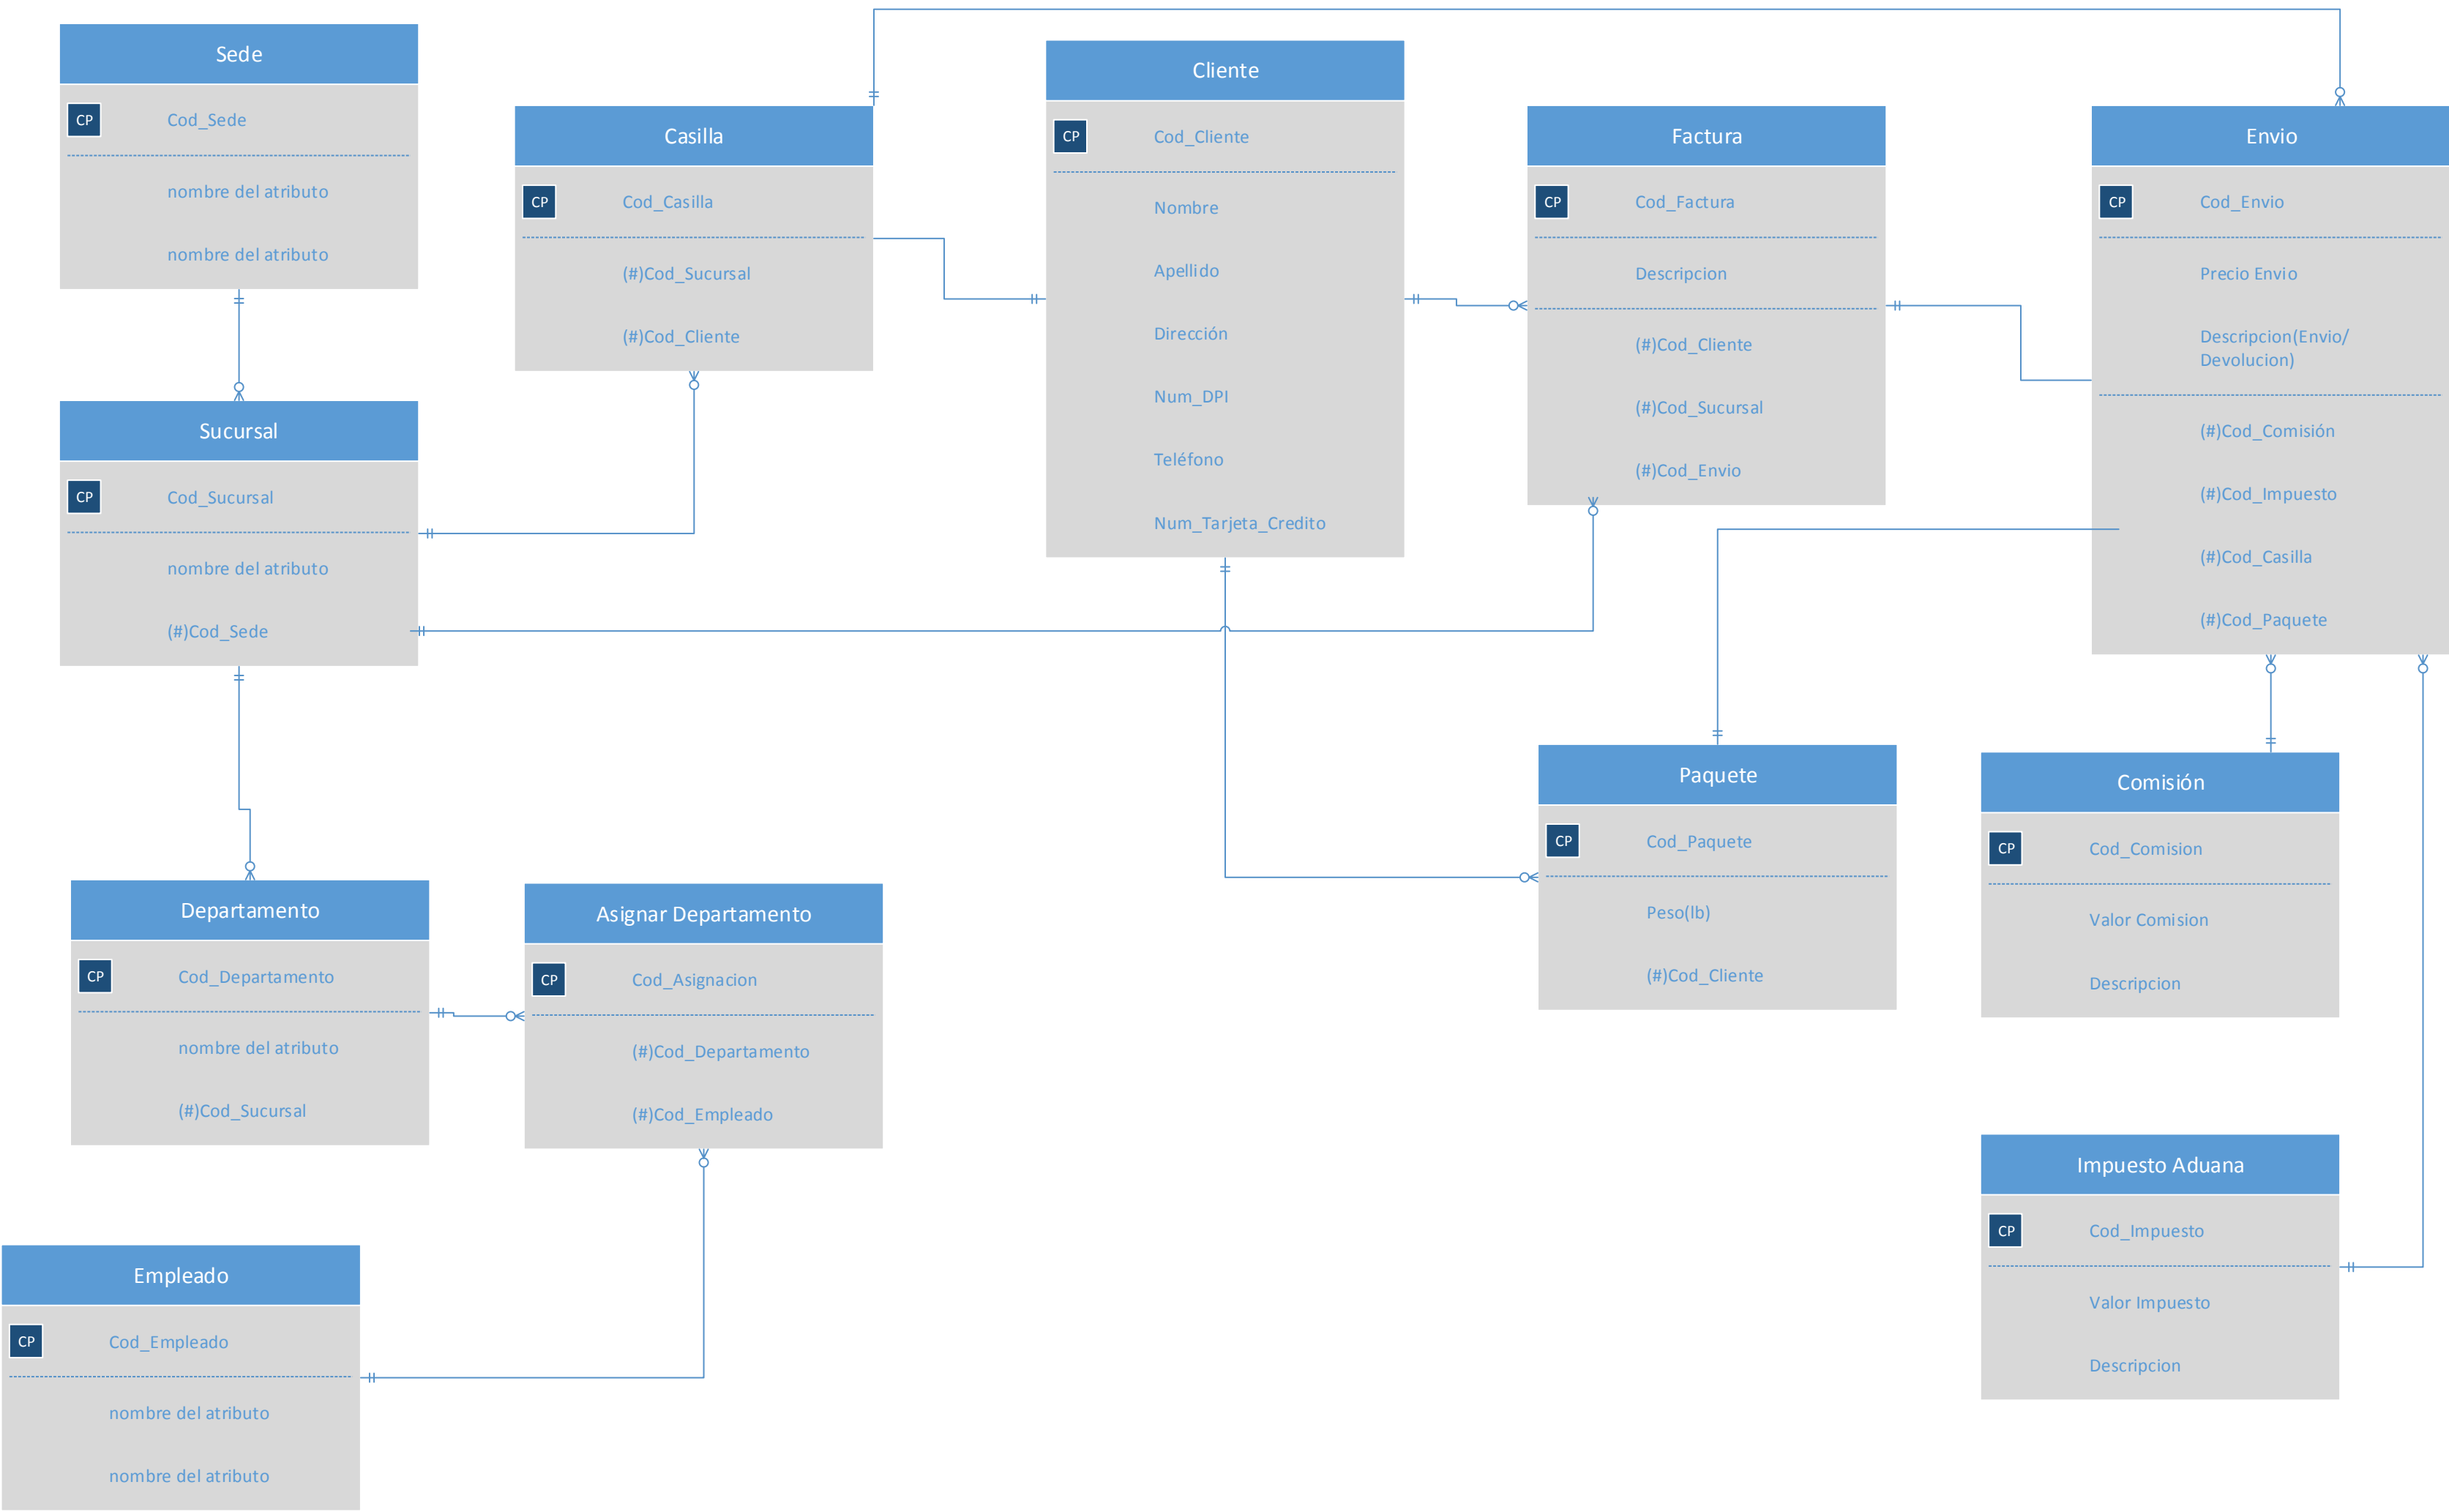 Sede
CP
Cod_Sede
nombre del atributo
nombre del atributo
Sucursal
CP
Cod_Sucursal
nombre del atributo
(#)Cod_Sede
Casilla
CP
Cod_Casilla
(#)Cod_Sucursal
(#)Cod_Cliente
Cliente
CP
Cod_Cliente
Nombre
Apellido
Dirección
Num_DPI
Teléfono
Num_Tarjeta_Credito
Factura
CP
Cod_Factura
Descripcion
(#)Cod_Cliente
(#)Cod_Sucursal
(#)Cod_Envio
Envio
CP
Cod_Envio
Precio Envio
Descripcion(Envio/
Devolucion)
(#)Cod_Comisión
(#)Cod_Impuesto
(#)Cod_Casilla
(#)Cod_Paquete
Departamento
CP
Cod_Departamento
nombre del atributo
(#)Cod_Sucursal
Asignar Departamento
CP
Cod_Asignacion
(#)Cod_Departamento
(#)Cod_Empleado
Paquete
CP
Cod_Paquete
Peso(lb)
(#)Cod_Cliente
Comisión
CP
Cod_Comision
Valor Comision
Descripcion
Impuesto Aduana
CP
Cod_Impuesto
Valor Impuesto
Descripcion
Empleado
CP
Cod_Empleado
nombre del atributo
nombre del atributo